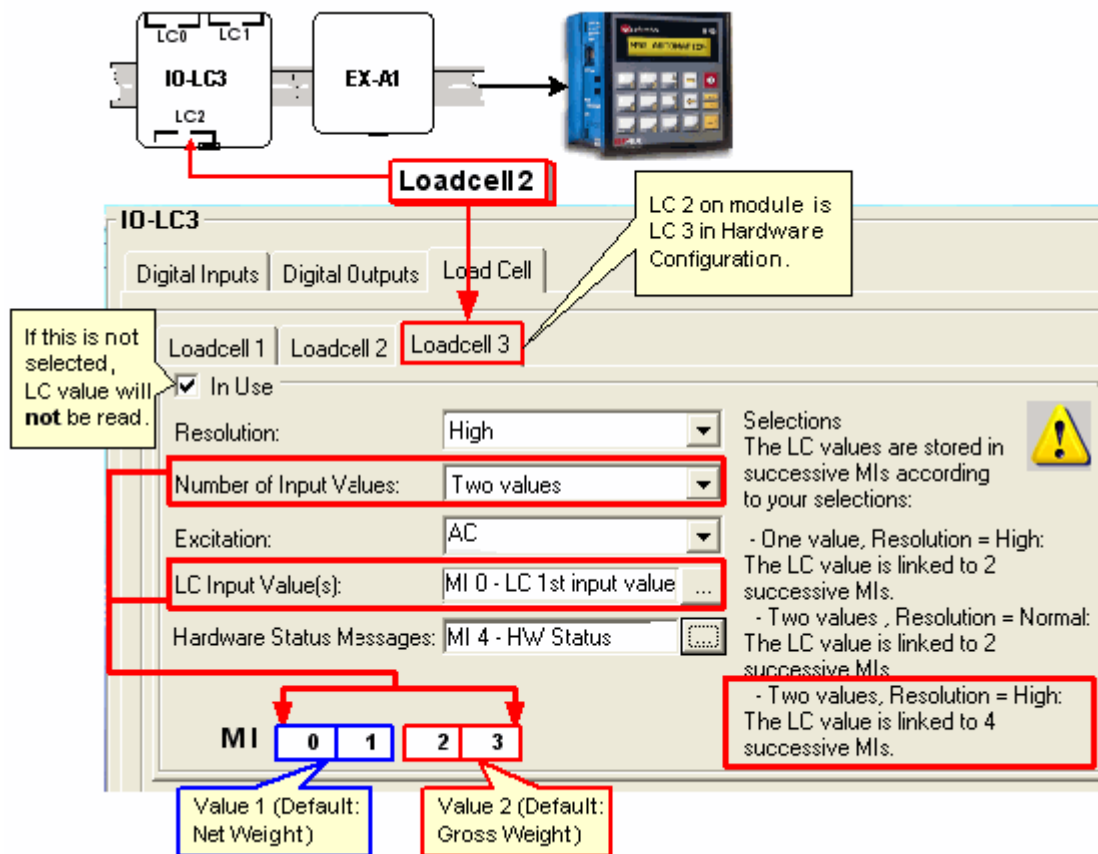 LC0 LC1
IO-LC3
LC2
EX-A1
Loadcell 2
LC 2 on module is
LC 3 in Hardware
Configuration.
IO-LC3
Digital Inputs
Digital Outputs
Load Cell
If this is not
selected,
LC value will
not be read.
Loadcell 1
Loadcell 2
Loadcell 3
In Use
Resolution: High
Number of Input Values: Two values
Excitation: AC
LC Input Value(s): MI 0 - LC 1st input value ...
Hardware Status Messages: MI 4 - HW Status ...
Selections
The LC values are stored in
successive MIs according
to your selections:
- One value, Resolution = High:
The LC value is linked to 2
successive MIs.
- Two values , Resolution = Normal:
The LC value is linked to 2
successive MIs
- Two values, Resolution = High:
The LC value is linked to 4
successive MIs.
MI 0 1 2 3
Value 1 (Default:
Net Weight)
Value 2 (Default:
Gross Weight)